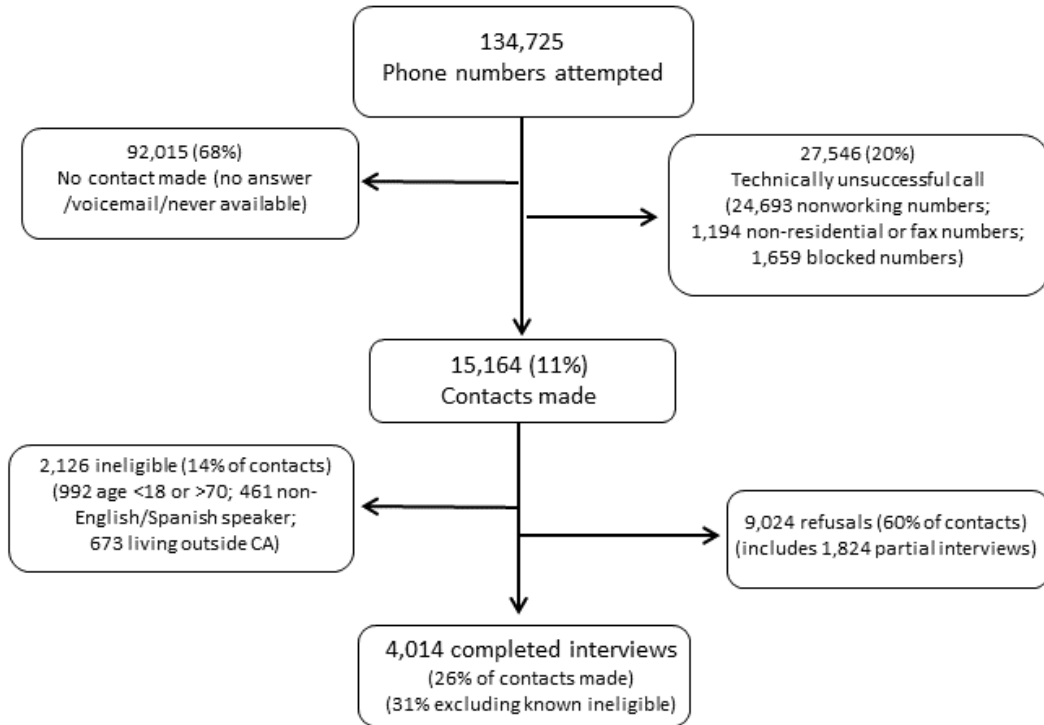 134,725
Phone numbers attempted
92,015 (68%)
No contact made (no answer
/voicemail/never available)
27,546 (20%)
Technically unsuccessful call
(24,693 nonworking numbers;
1,194 non-residential or fax numbers;
1,659 blocked numbers)
15,164 (11%)
Contacts made
2,126 ineligible (14% of contacts)
(992 age <18 or >70; 461 non-
English/Spanish speaker;
673 living outside CA)
9,024 refusals (60% of contacts)
(includes 1,824 partial interviews)
4,014 completed interviews
(26% of contacts made)
(31% excluding known ineligible)